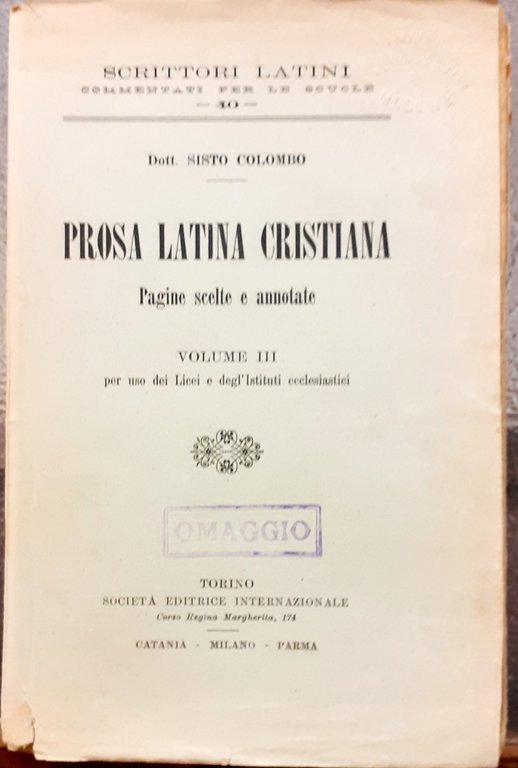 SCRITTORI LATINI
COMMENTATI PER LE SCUOLE
— 40 —
Dott. SISTO COLOMBO
PROSA LATINA CRISTIANA
Pagine scelte e annotate
VOLUME III
per uso dei Licei e degl'Istituti ecclesiastici
OMAGGIO
TORINO
SOCIETÀ EDITRICE INTERNAZIONALE
Corso Regina Margherita, 174
CATANIA - MILANO - PARMA